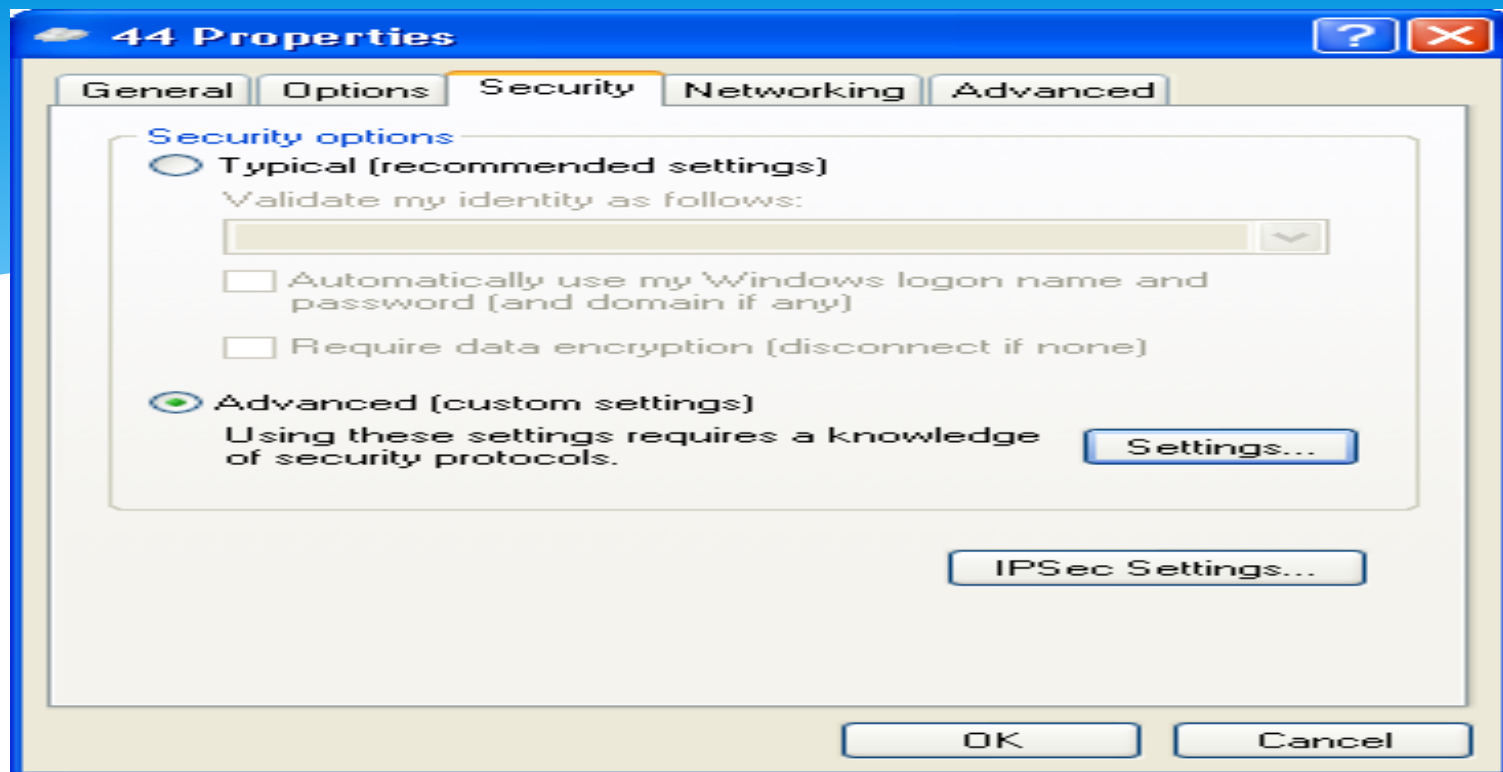 44 Properties
General Options Security Networking Advanced
Security options
Typical (recommended settings)
Validate my identity as follows:
Automatically use my Windows logon name and
password (and domain if any)
Require data encryption (disconnect if none)
Advanced (custom settings)
Using these settings requires a knowledge
of security protocols.
Settings...
IPSec Settings...
OK Cancel